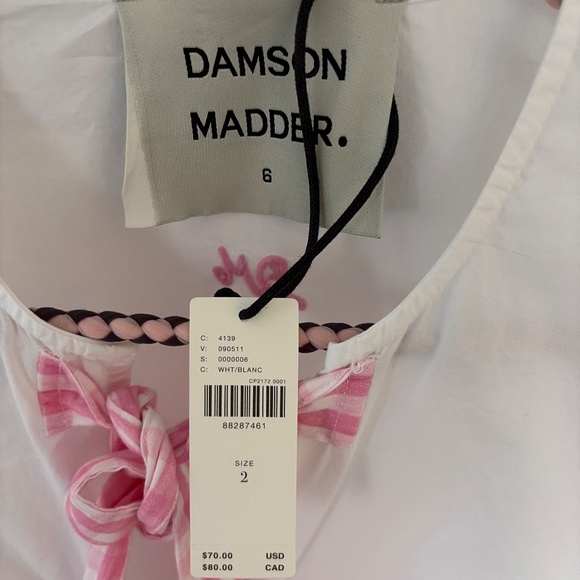 DAMSON
MADDER.
6
C: 4139
V: 090511
S: 0000006
C: WHT/BLANC
CP2172 0001
88287461
SIZE
2
$70.00 USD
$80.00 CAD